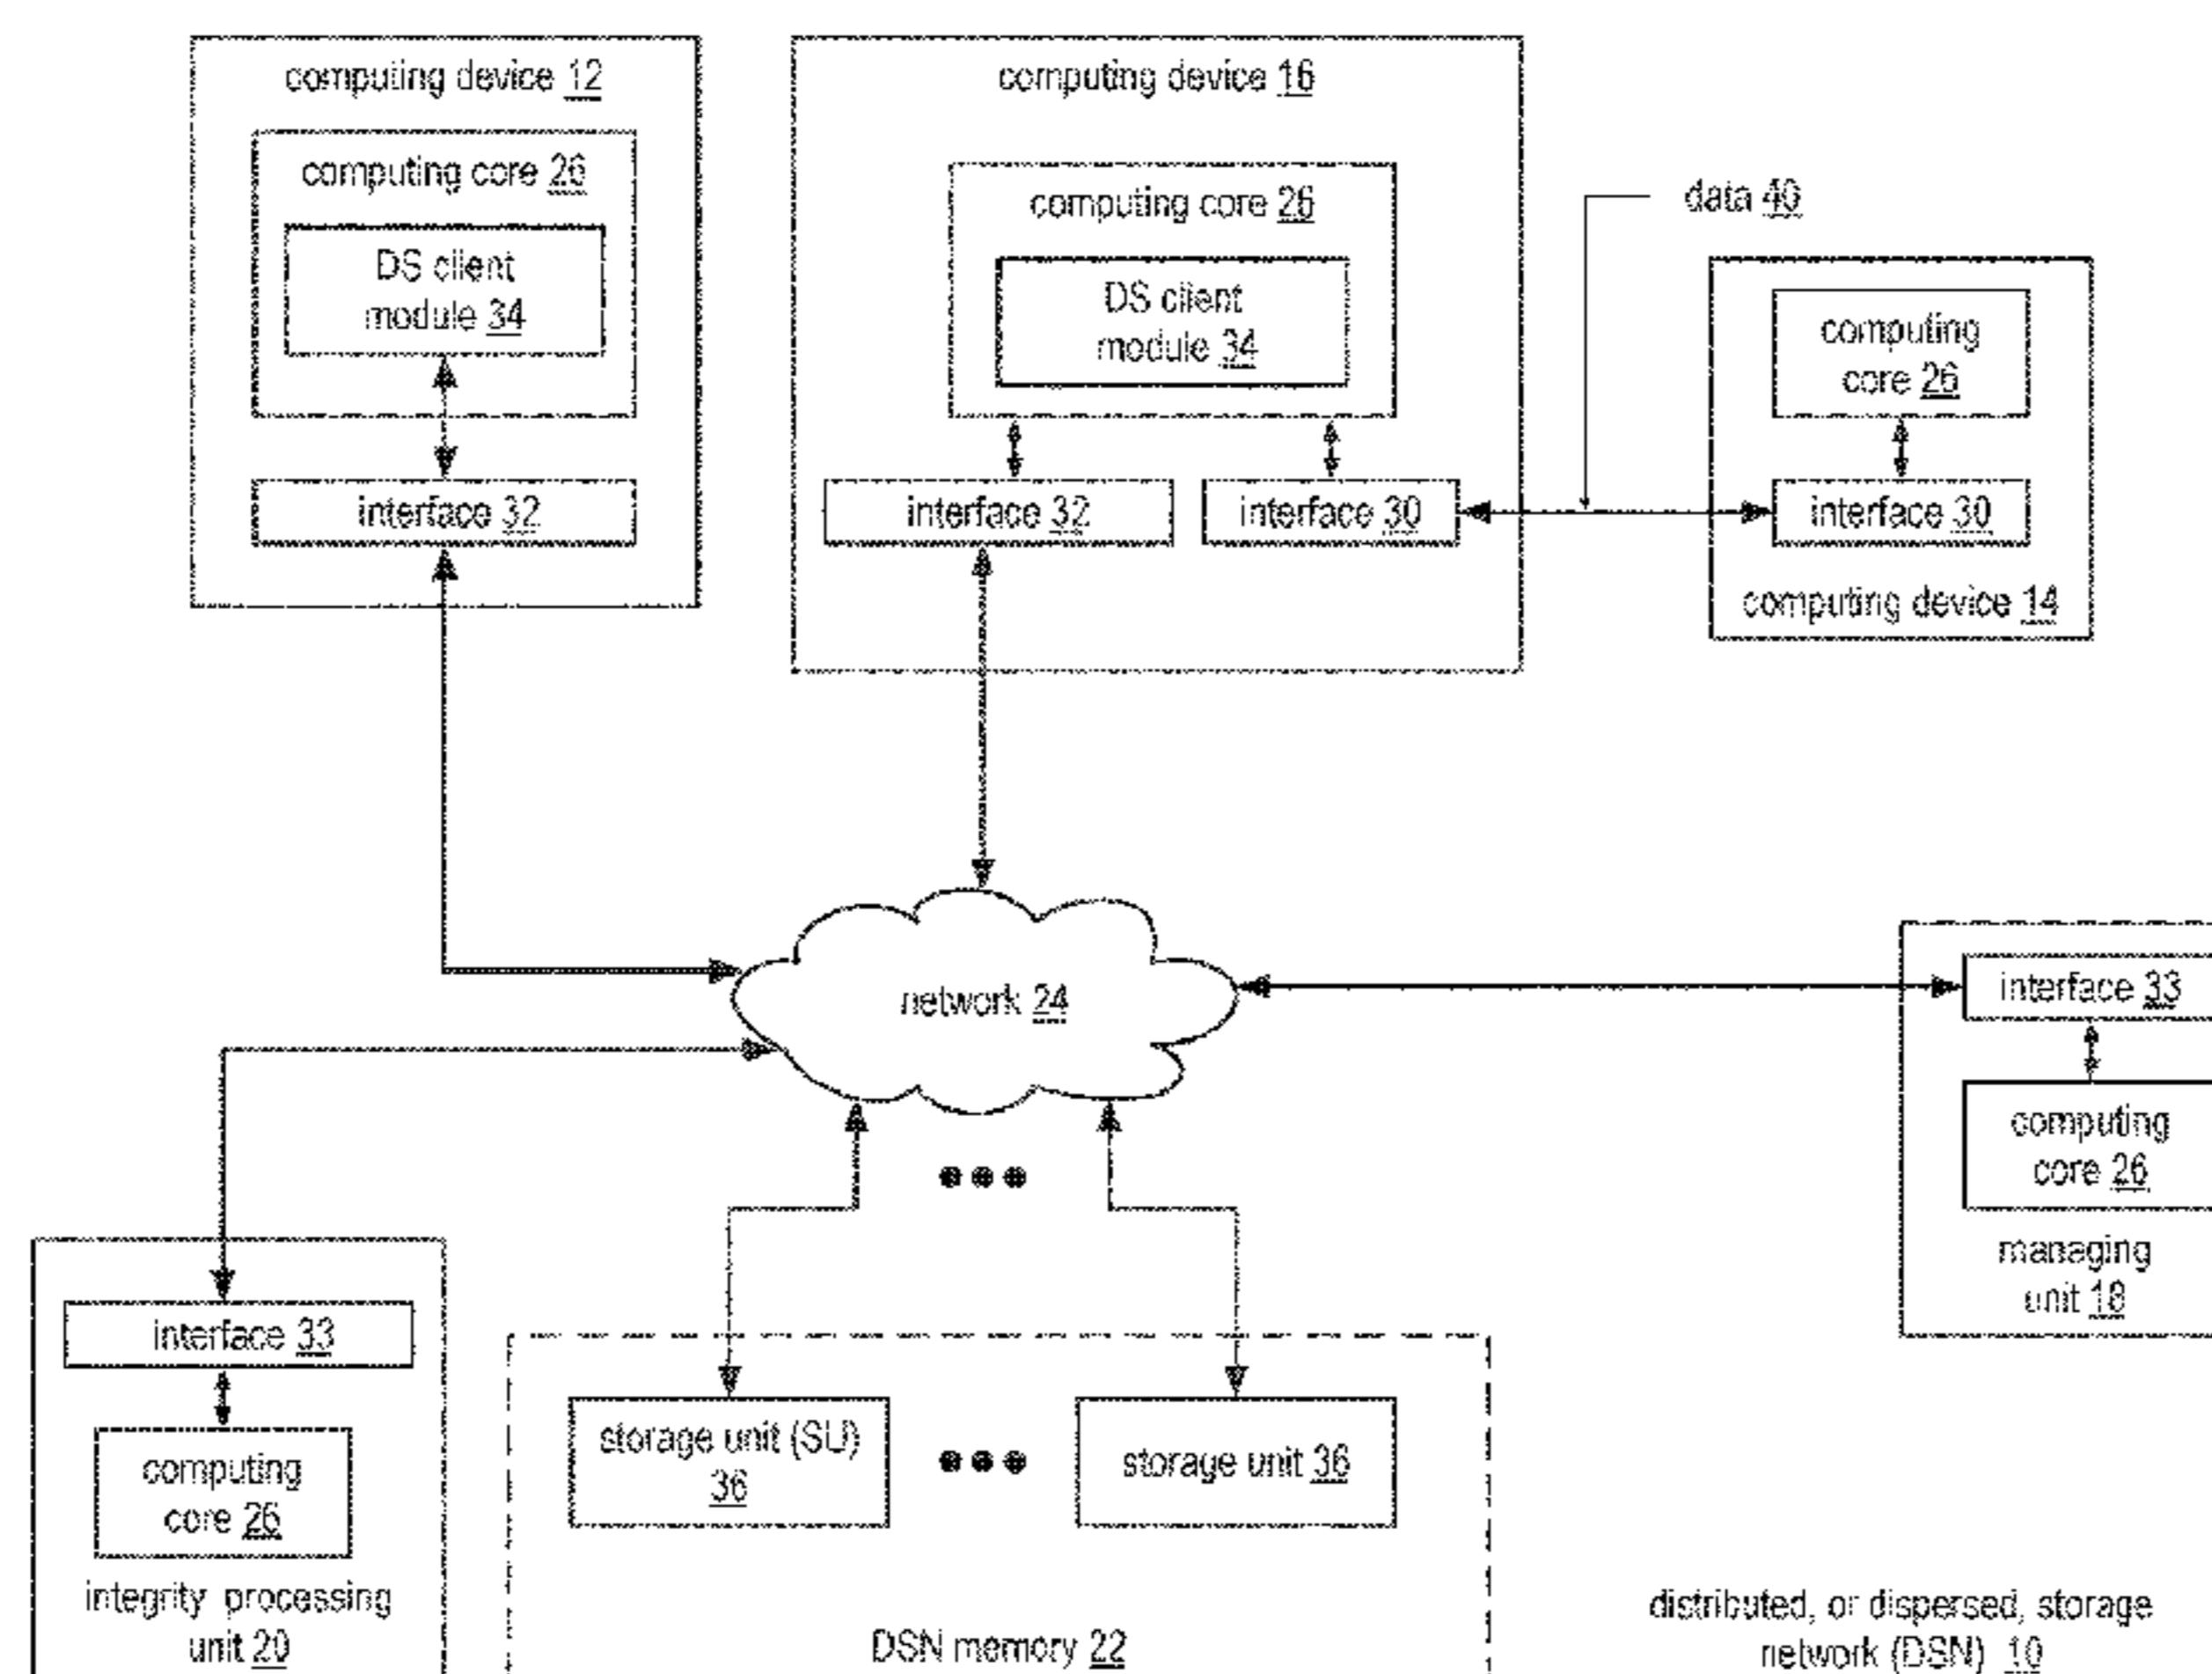 computing device 12
computing core 26
DS client
module 34
interface 32
computing device 16
computing core 26
DS client
module 34
interface 32
interface 30
data 40
computing
core 26
interface 30
computing device 14
network 24
interface 33
computing
core 26
managing
unit 18
interface 33
computing
core 26
integrity processing
unit 20
storage unit (SU)
36
storage unit 36
DSN memory 22
distributed, or dispersed, storage
network (DSN) 10